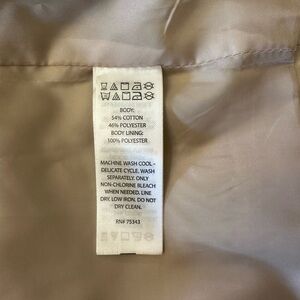 BODY:
54% COTTON
46% POLYESTER
BODY LINING:
100% POLYESTER
MACHINE WASH COOL -
DELICATE CYCLE. WASH
SEPARATELY. ONLY
NON-CHLORINE BLEACH
WHEN NEEDED. LINE
DRY. LOW IRON. DO NOT
DRY CLEAN.
RN# 75343